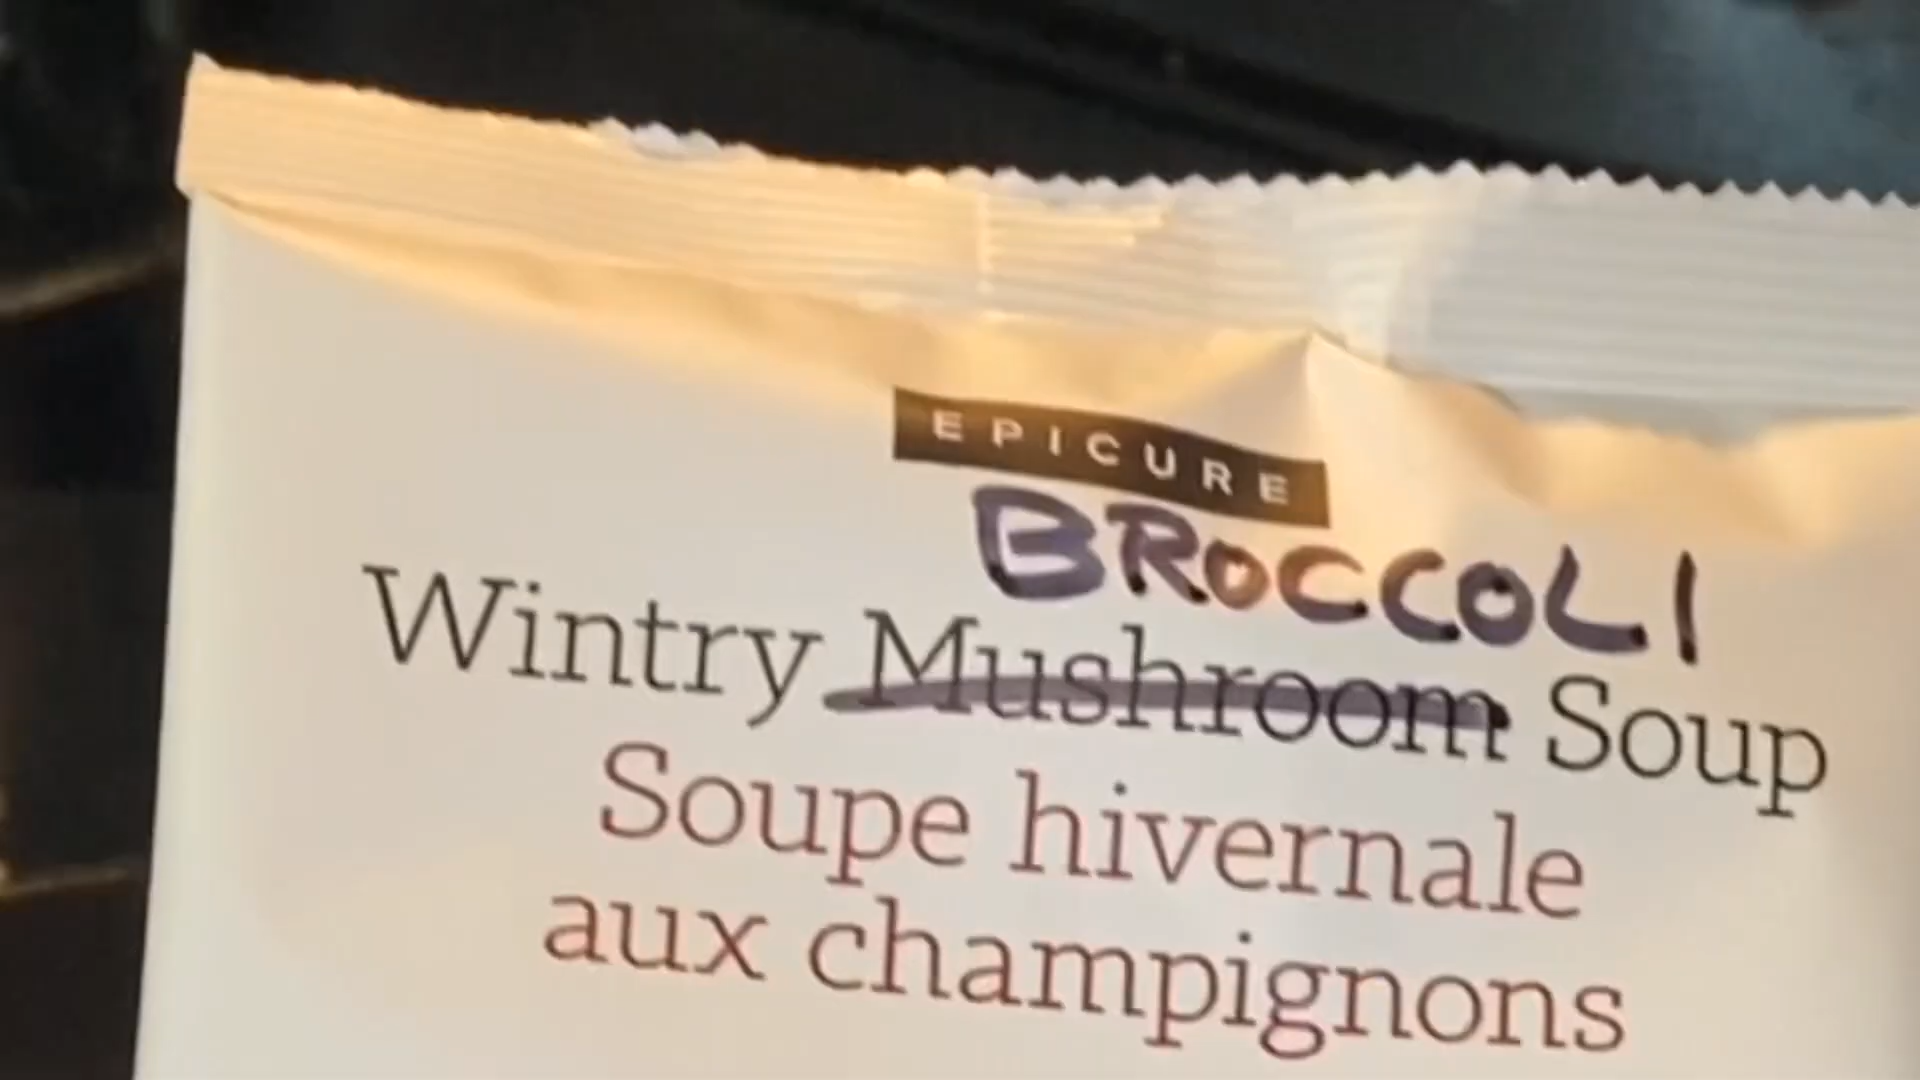 EPICURE
BROCCOLI
Wintry Mushroom Soup
Soupe hivernale
aux champignons